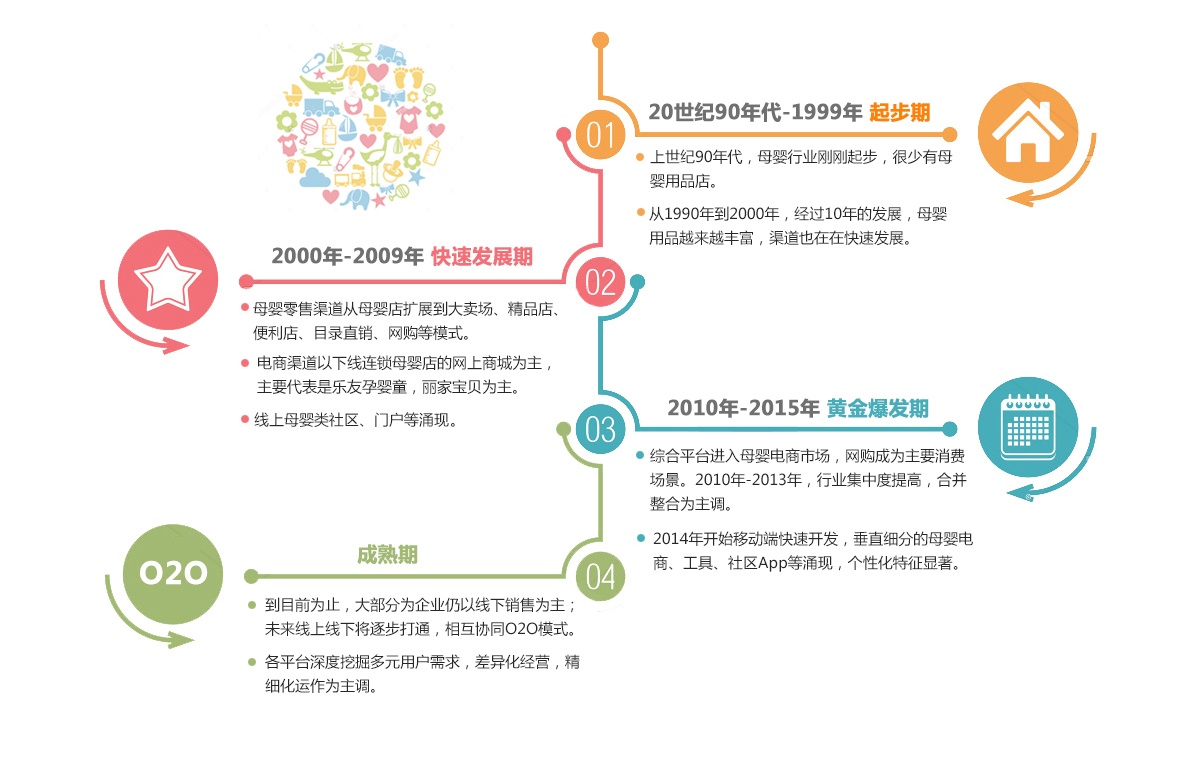 01
20世纪90年代-1999年 起步期
上世纪90年代，母婴行业刚刚起步，很少有母
婴用品店。
从1990年到2000年，经过10年的发展，母婴
用品越来越丰富，渠道也在在快速发展。
02
2000年-2009年 快速发展期
母婴零售渠道从母婴店扩展到大卖场、精品店、
便利店、目录直销、网购等模式。
电商渠道以下线连锁母婴店的网上商城为主，
主要代表是乐友孕婴童，丽家宝贝为主。
线上母婴类社区、门户等涌现。
03
2010年-2015年 黄金爆发期
综合平台进入母婴电商市场，网购成为主要消费
场景。2010年-2013年，行业集中度提高，合并
整合为主调。
2014年开始移动端快速开发，垂直细分的母婴电
商、工具、社区App等涌现，个性化特征显著。
04
O2O
成熟期
到目前为止，大部分为企业仍以线下销售为主；
未来线上线下将逐步打通，相互协同O2O模式。
各平台深度挖掘多元用户需求，差异化经营，精
细化运作为主调。